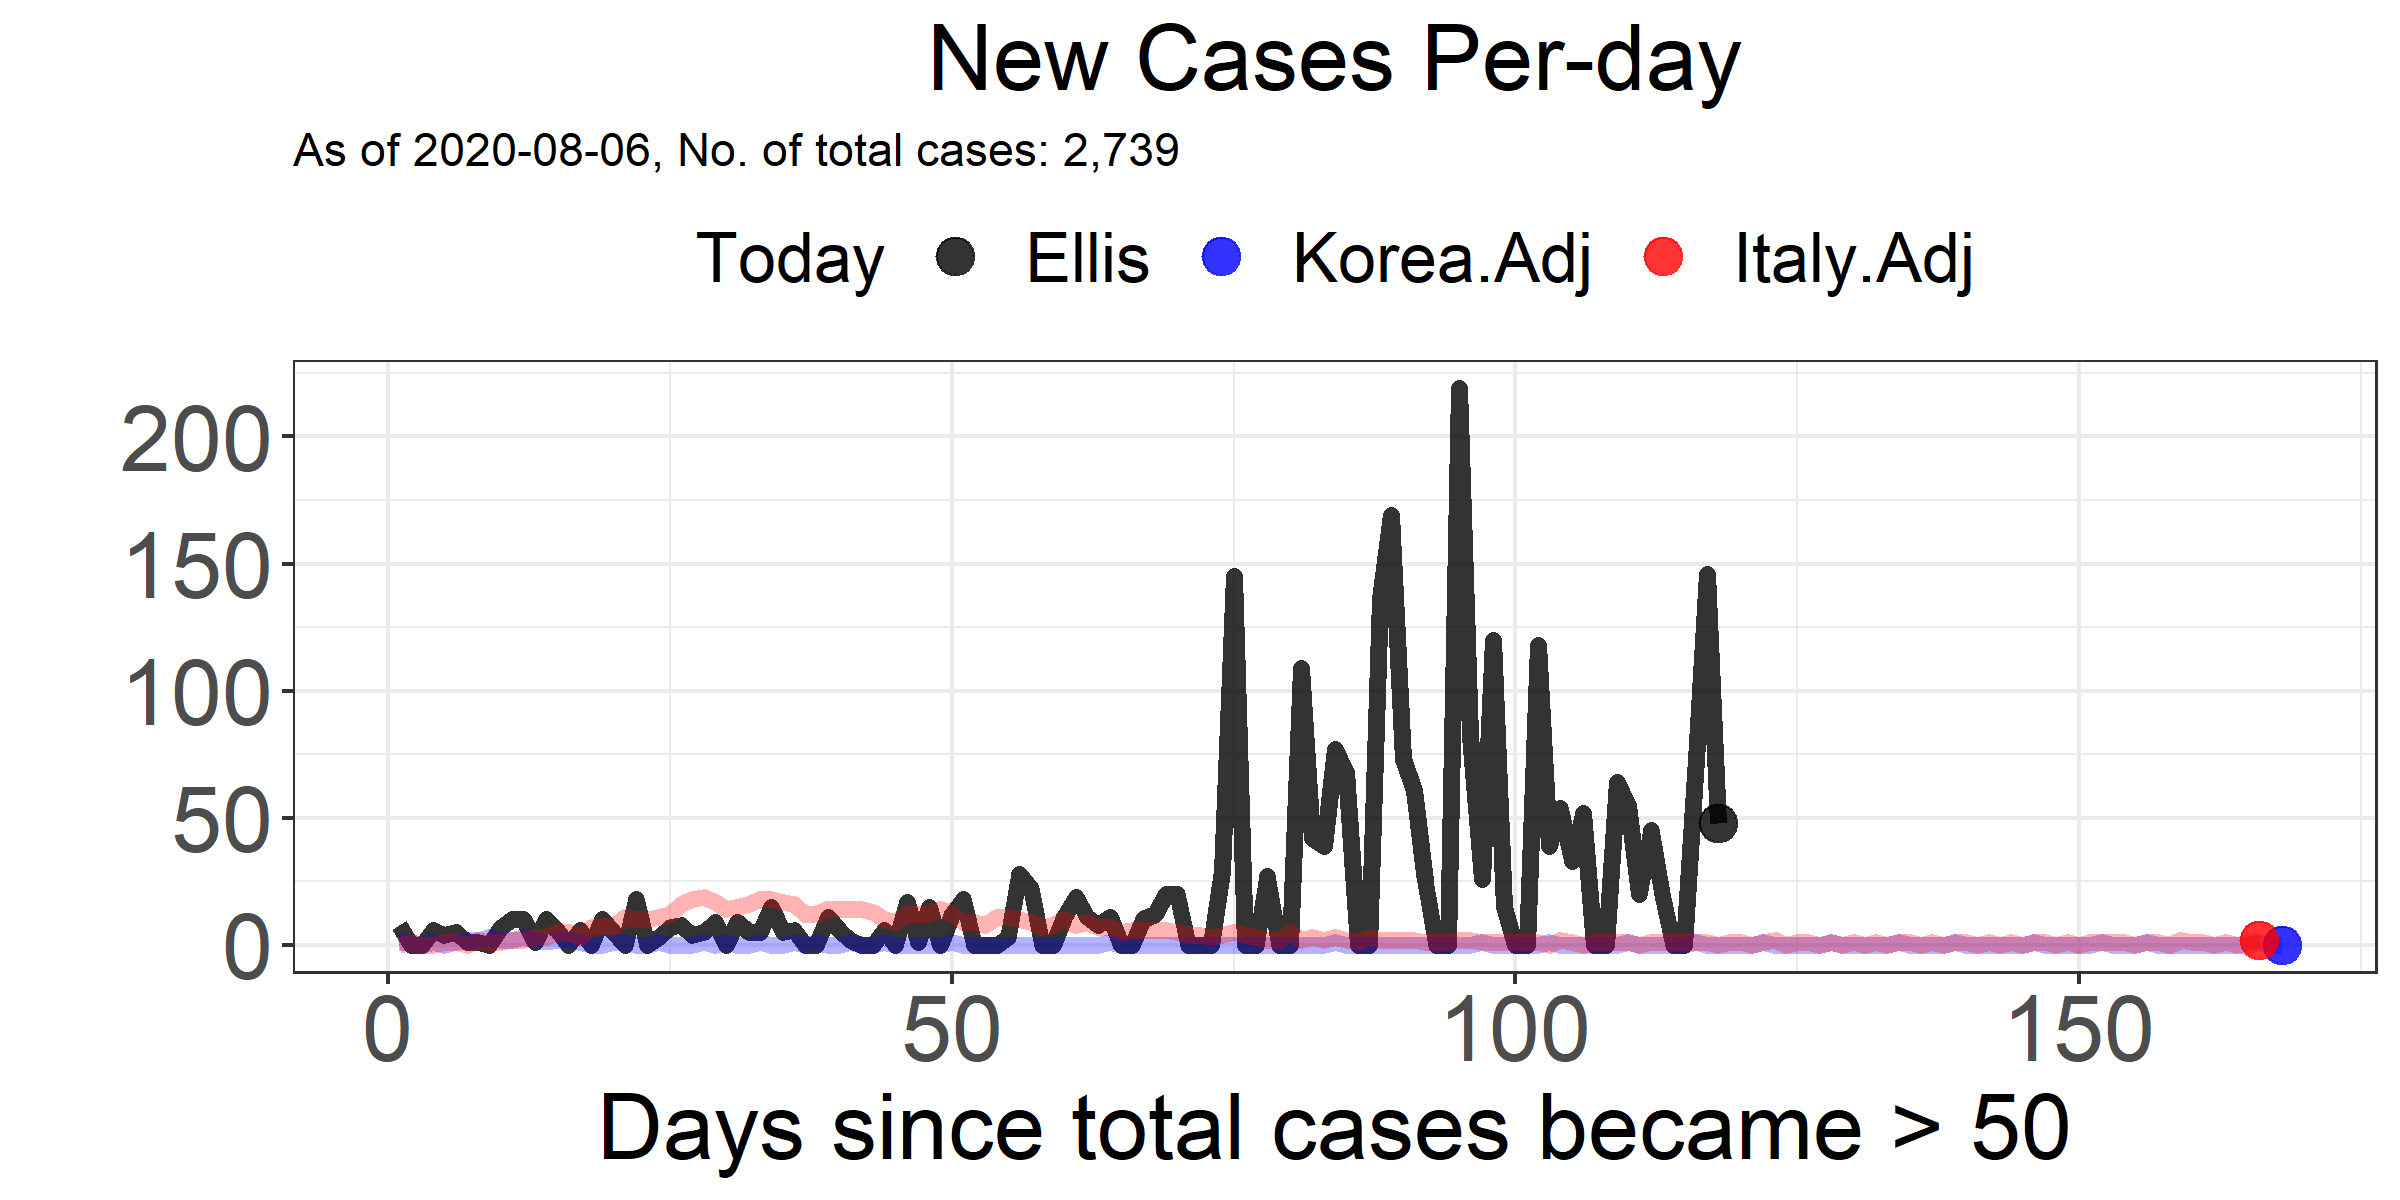 New Cases Per-day
As of 2020-08-06, No. of total cases: 2,739
Today Ellis Korea.Adj Italy.Adj
200
150
100
50
0
0 50 100 150
Days since total cases became > 50